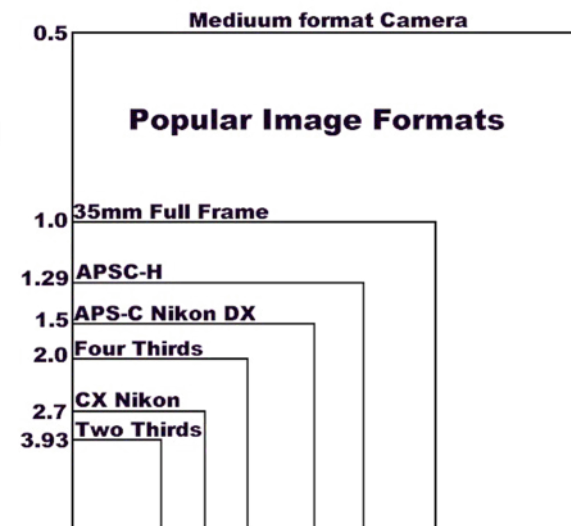 Mediuum format Camera
0.5
Popular Image Formats
1.0 35mm Full Frame
1.29 APSC-H
1.5 APS-C Nikon DX
2.0 Four Thirds
2.7 CX Nikon
3.93 Two Thirds